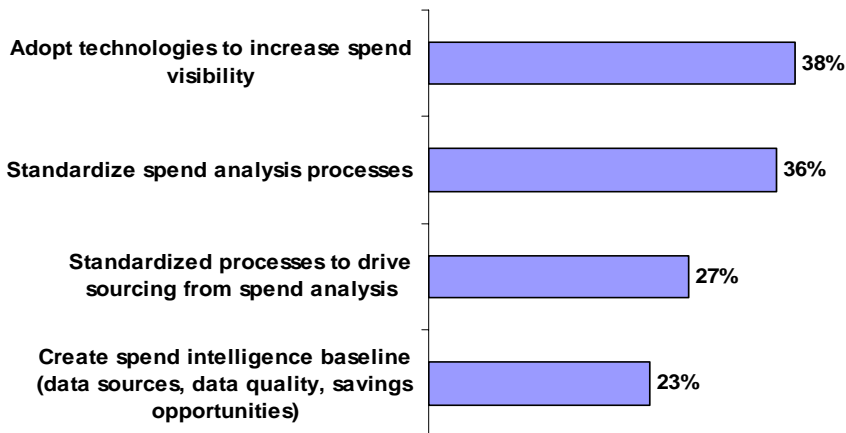 Adopt technologies to increase spend
visibility
38%
Standardize spend analysis processes
36%
Standardized processes to drive
sourcing from spend analysis
27%
Create spend intelligence baseline
(data sources, data quality, savings
opportunities)
23%